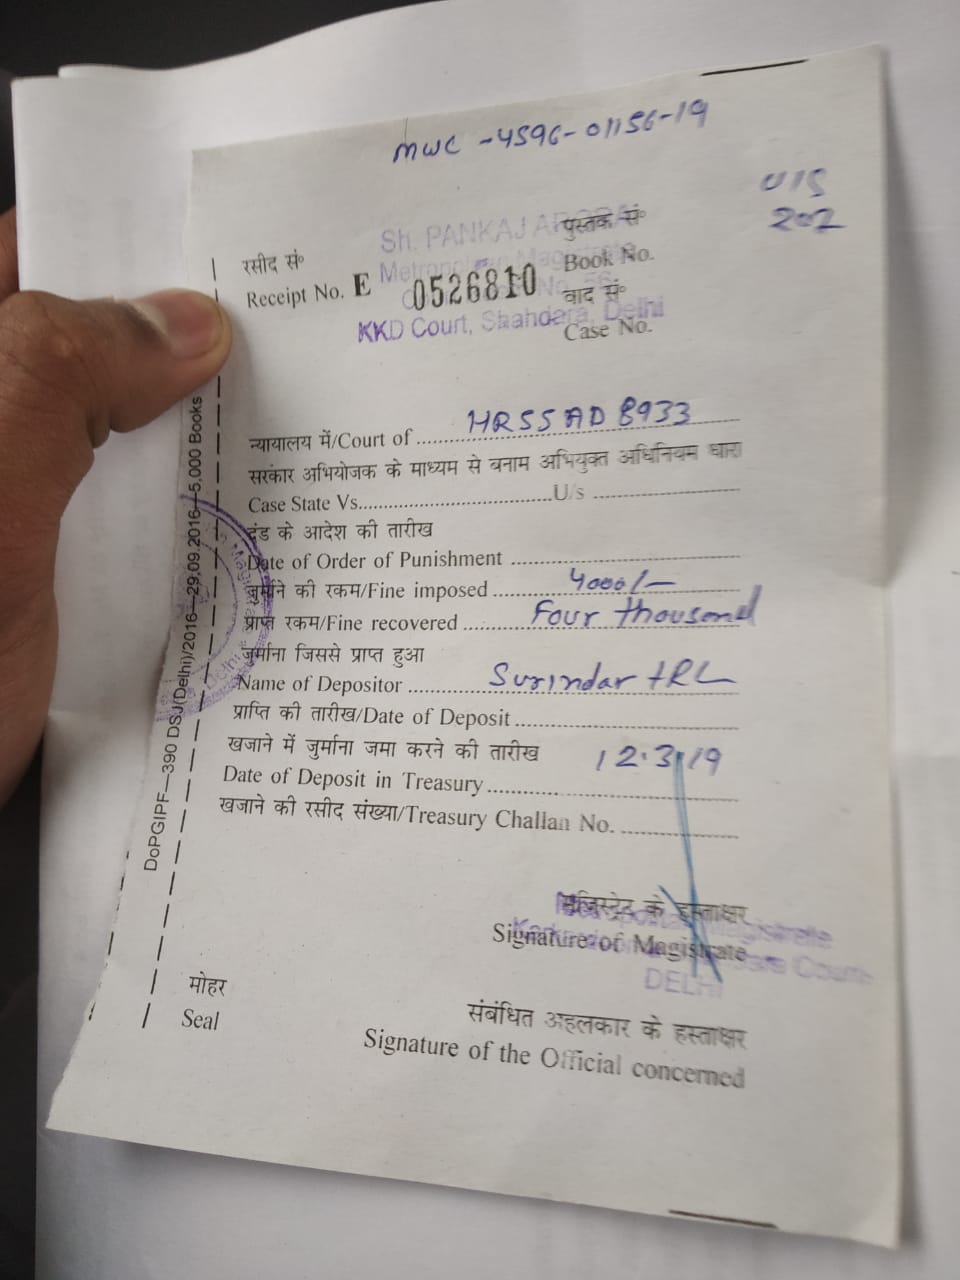 MWC -4596-01156-19
U/S
202
Sh. PANKAJ ARORA
रसीद सं॰
पुस्तक सं॰
Receipt No. E 0526810
Book No.
वाद सं॰
KKD Court, Shahdara, Delhi
Case No.
HR55AD8933
न्यायालय में/Court of
सरकार अभियोजक के माध्यम से बनाम अभियुक्त अधिनियम धारा
Case State Vs. U/s
दंड के आदेश की तारीख
Date of Order of Punishment
जुर्माने की रकम/Fine imposed 4000/-
प्राप्त रकम/Fine recovered Four thousand
जुर्माना जिससे प्राप्त हुआ
Name of Depositor Surindar
प्राप्ति की तारीख/Date of Deposit
खजाने में जुर्माना जमा करने की तारीख 12.3.19
Date of Deposit in Treasury
खजाने की रसीद संख्या/Treasury Challan No.
मजिस्ट्रेट के हस्ताक्षर
Signature of Magistrate
DELHI
मोहर
Seal
संबंधित अहलकार के हस्ताक्षर
Signature of the Official concerned
DoPGIPF—390 DSJ(Delhi)/2016—29.09.2016—5,000 Books